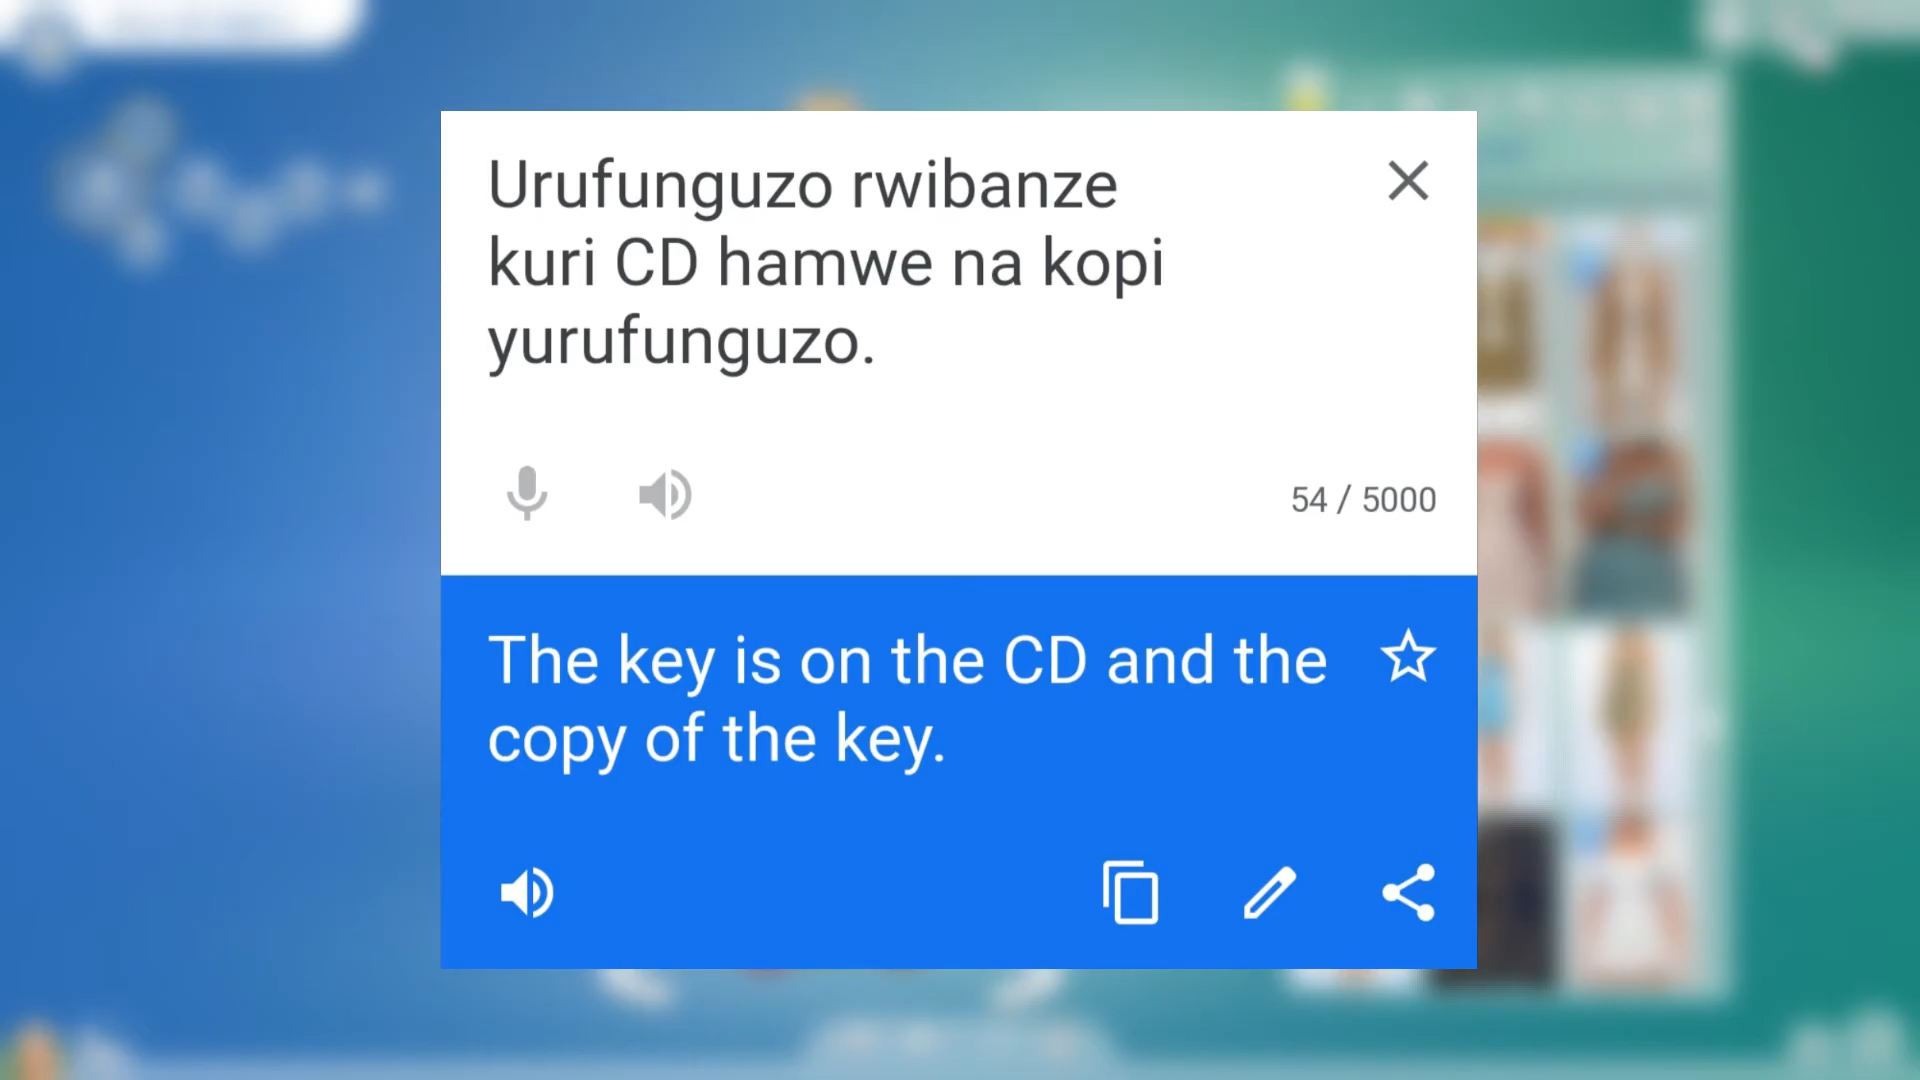 Urufunguzo rwibanze
kuri CD hamwe na kopi
yurufunguzo.
54 / 5000
The key is on the CD and the
copy of the key.